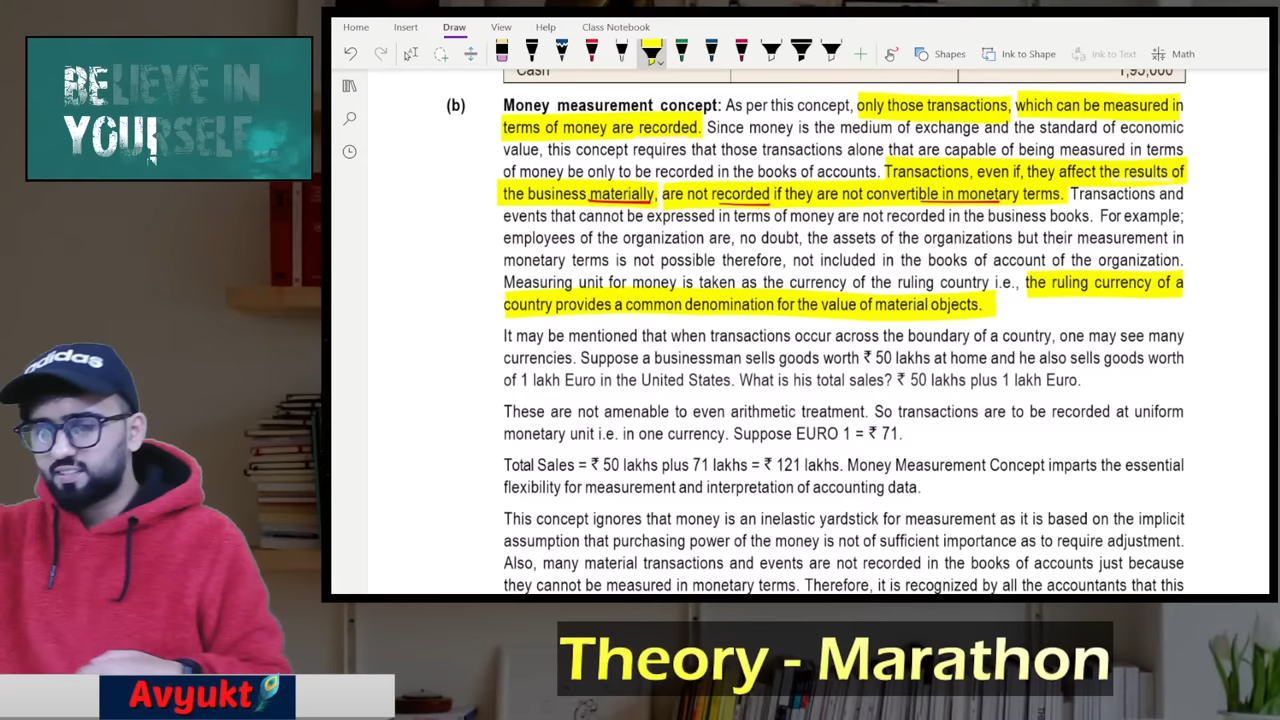 BELIEVE IN
YOURSELF...
Home Insert Draw View Help Class Notebook
Shapes Ink to Shape Ink to Text Math
Cash 1,95,000
(b) Money measurement concept: As per this concept, only those transactions, which can be measured in
terms of money are recorded. Since money is the medium of exchange and the standard of economic
value, this concept requires that those transactions alone that are capable of being measured in terms
of money be only to be recorded in the books of accounts. Transactions, even if, they affect the results of
the business materially, are not recorded if they are not convertible in monetary terms. Transactions and
events that cannot be expressed in terms of money are not recorded in the business books. For example;
employees of the organization are, no doubt, the assets of the organizations but their measurement in
monetary terms is not possible therefore, not included in the books of account of the organization.
Measuring unit for money is taken as the currency of the ruling country i.e., the ruling currency of a
country provides a common denomination for the value of material objects.
It may be mentioned that when transactions occur across the boundary of a country, one may see many
currencies. Suppose a businessman sells goods worth ₹ 50 lakhs at home and he also sells goods worth
of 1 lakh Euro in the United States. What is his total sales? ₹ 50 lakhs plus 1 lakh Euro.
These are not amenable to even arithmetic treatment. So transactions are to be recorded at uniform
monetary unit i.e. in one currency. Suppose EURO 1 = ₹ 71.
Total Sales = ₹ 50 lakhs plus 71 lakhs = ₹ 121 lakhs. Money Measurement Concept imparts the essential
flexibility for measurement and interpretation of accounting data.
This concept ignores that money is an inelastic yardstick for measurement as it is based on the implicit
assumption that purchasing power of the money is not of sufficient importance as to require adjustment.
Also, many material transactions and events are not recorded in the books of accounts just because
they cannot be measured in monetary terms. Therefore, it is recognized by all the accountants that this
adidas
Theory - Marathon
Avyukt